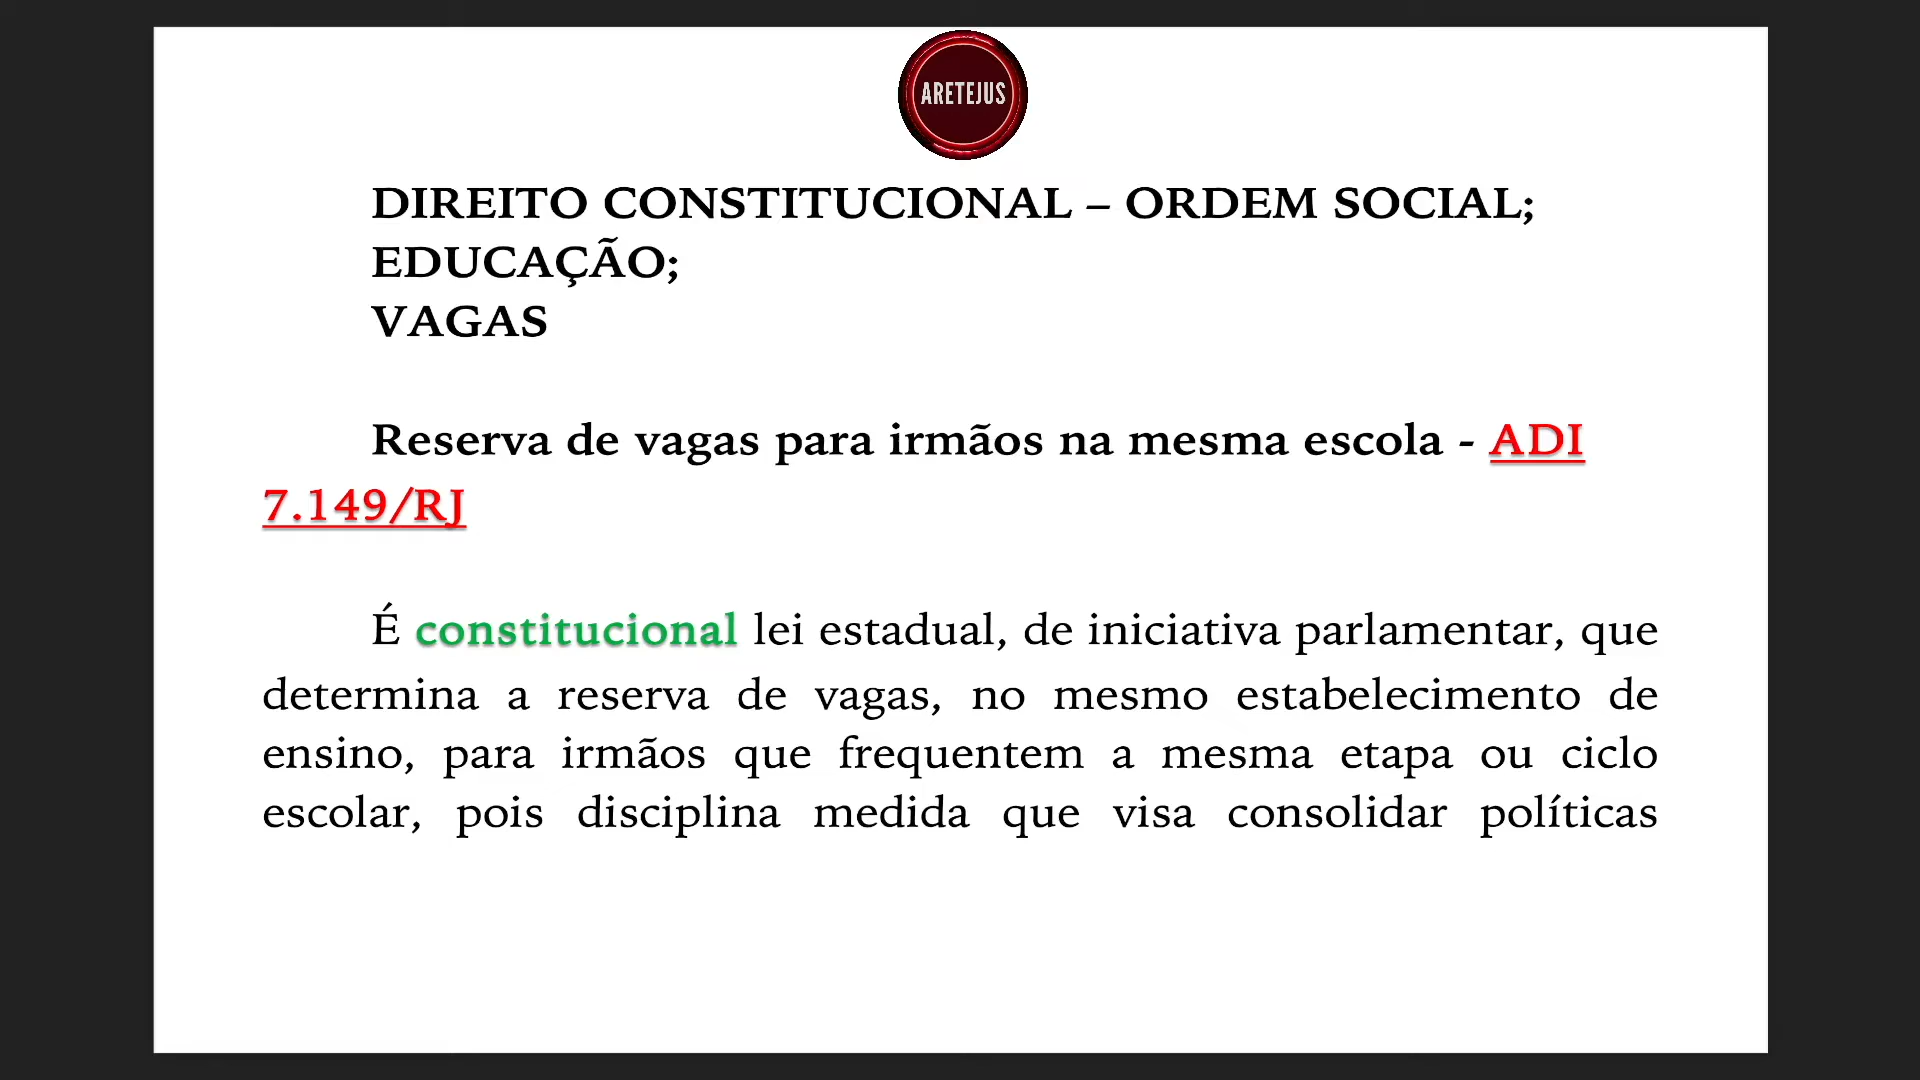 ARETEJUS
DIREITO CONSTITUCIONAL – ORDEM SOCIAL;
EDUCAÇÃO;
VAGAS
Reserva de vagas para irmãos na mesma escola - ADI
7.149/RJ
É constitucional lei estadual, de iniciativa parlamentar, que
determina a reserva de vagas, no mesmo estabelecimento de
ensino, para irmãos que frequentem a mesma etapa ou ciclo
escolar, pois disciplina medida que visa consolidar políticas